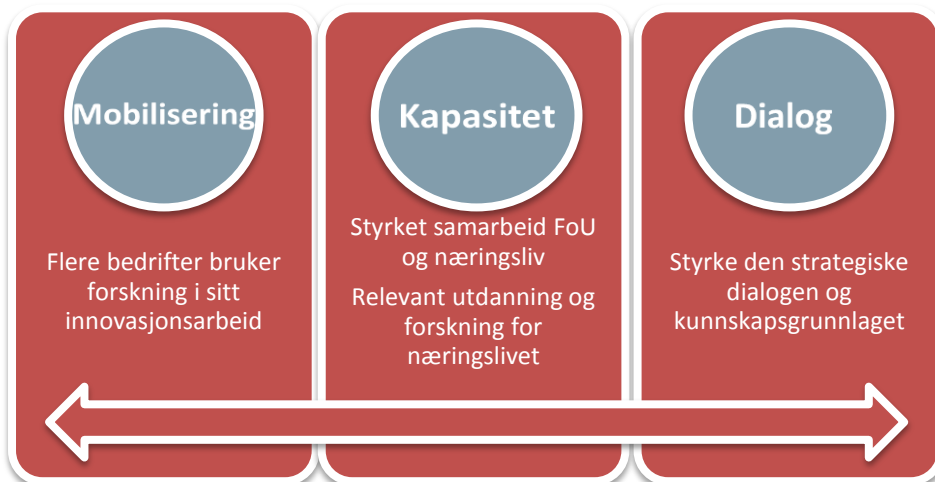 Mobilisering
Flere bedrifter bruker
forskning i sitt
innovasjonsarbeid
Kapasitet
Styrket samarbeid FoU
og næringsliv
Relevant utdanning og
forskning for
næringslivet
Dialog
Styrke den strategiske
dialogen og
kunnskapsgrunnlaget